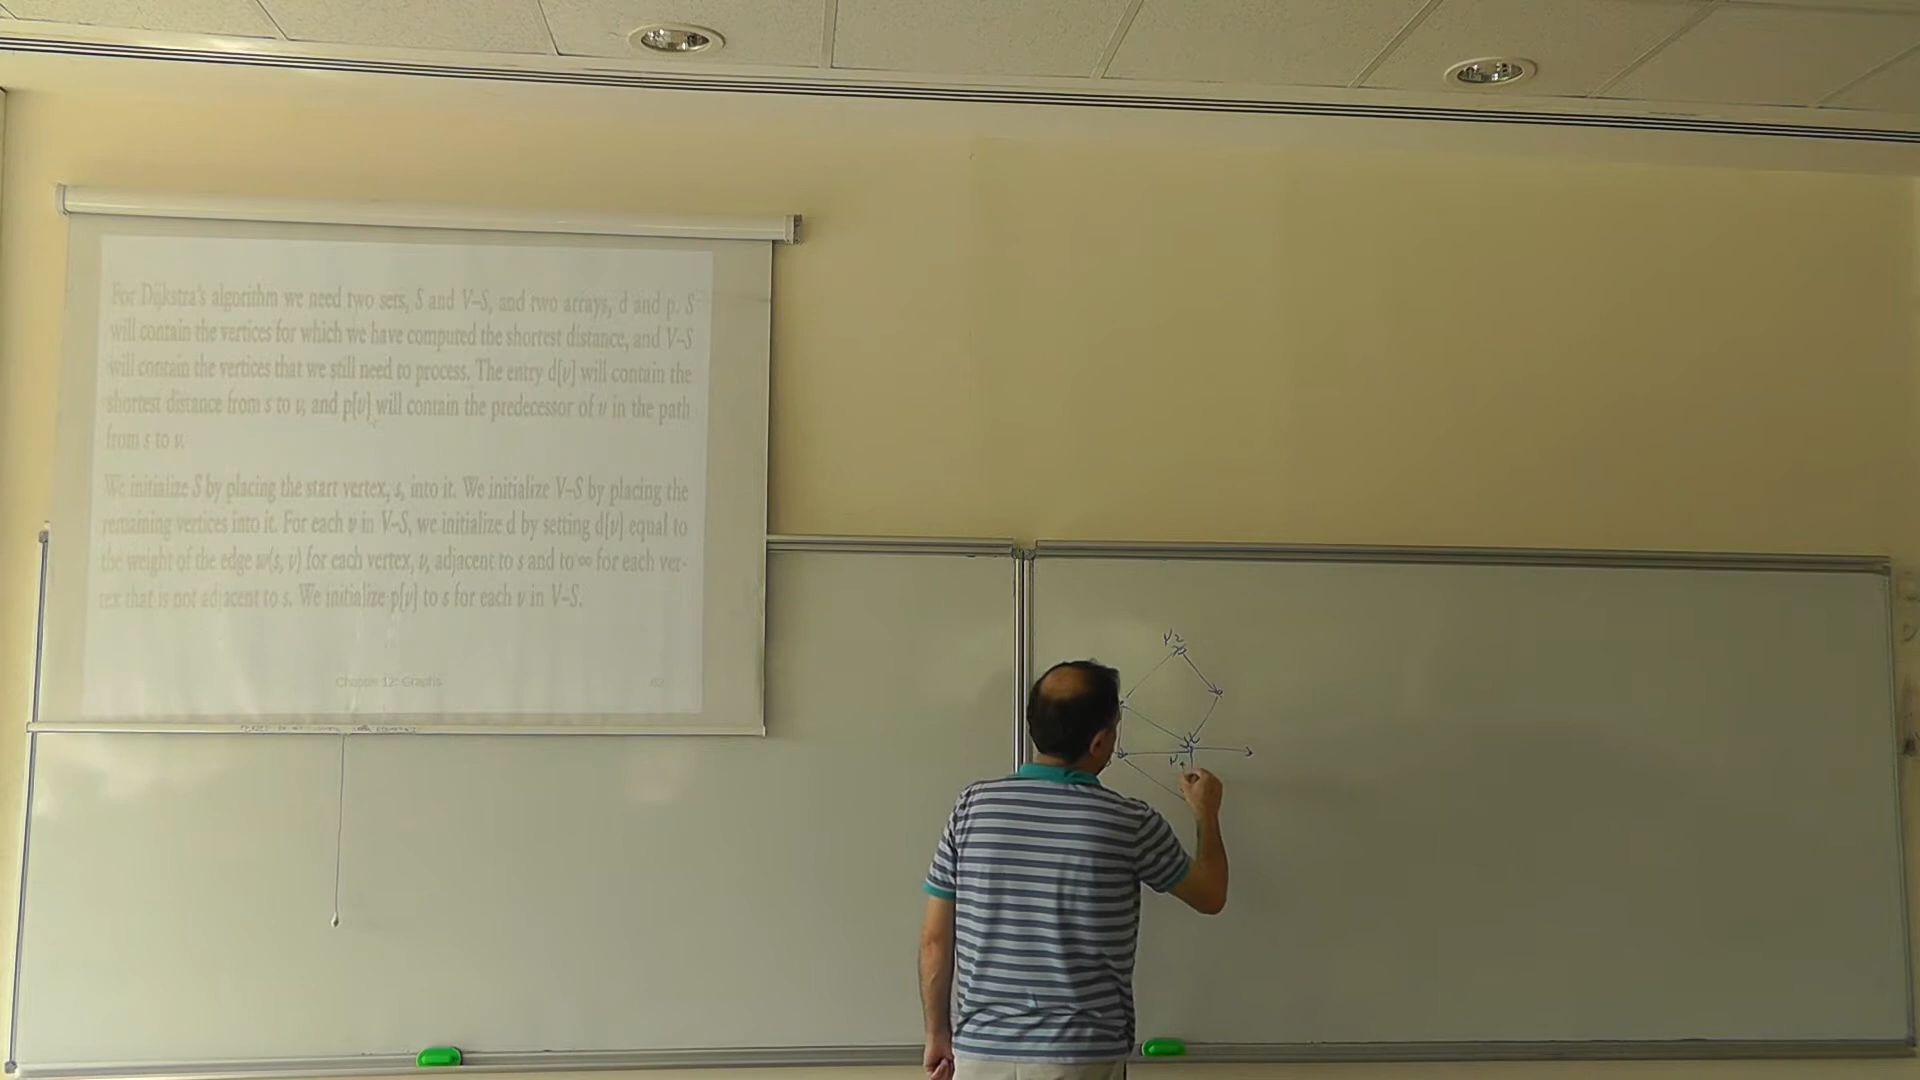 For Dijkstra's algorithm we need two sets, S and V–S, and two arrays, d and p. S
will contain the vertices for which we have computed the shortest distance, and V–S
will contain the vertices that we still need to process. The entry d[v] will contain the
shortest distance from s to v, and p[v] will contain the predecessor of v in the path
from s to v.
We initialize S by placing the start vertex, s, into it. We initialize V–S by placing the
remaining vertices into it. For each v in V–S, we initialize d by setting d[v] equal to
the weight of the edge w(s, v) for each vertex, v, adjacent to s and to ∞ for each ver-
tex that is not adjacent to s. We initialize p[v] to s for each v in V–S.
Chapter 12: Graphs 62
V2